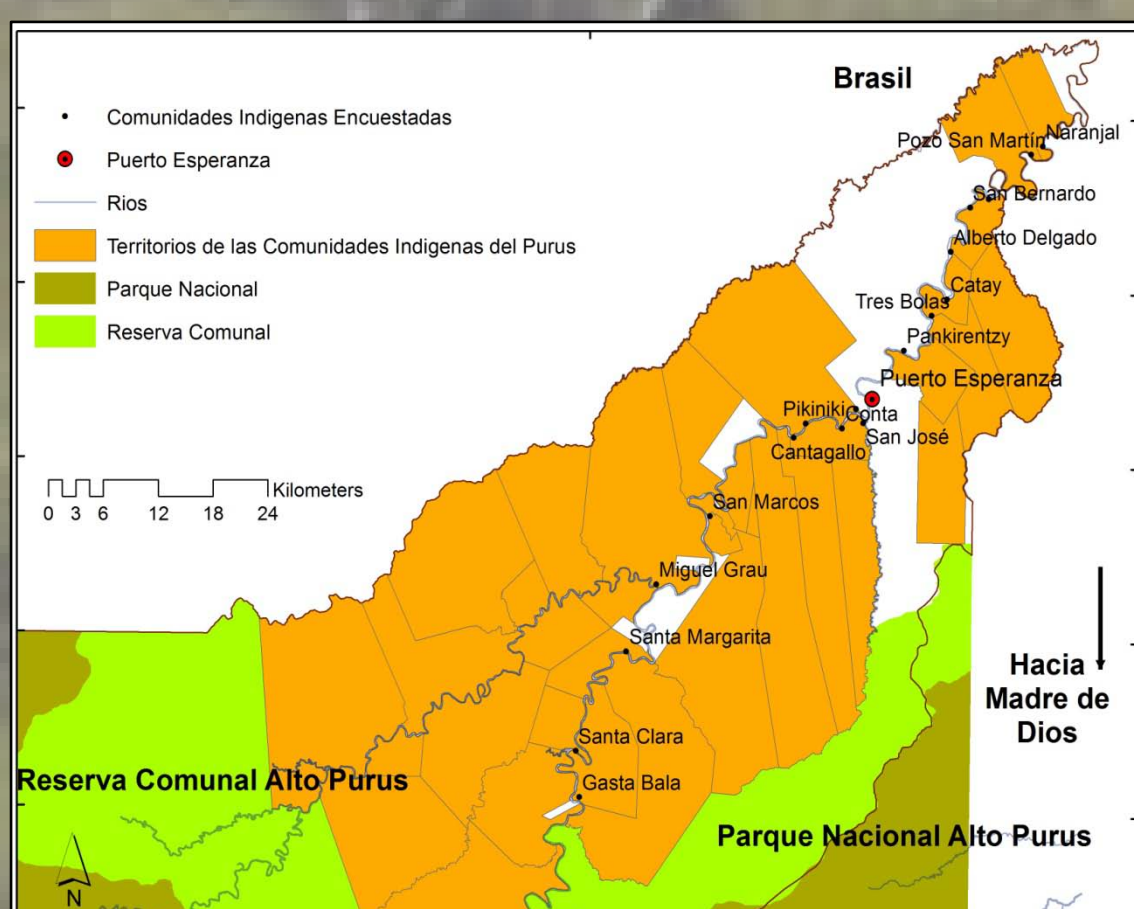 Brasil
Comunidades Indigenas Encuestadas
Puerto Esperanza
Rios
Territorios de las Comunidades Indigenas del Purus
Parque Nacional
Reserva Comunal
Naranjal
Pozo San Martín
San Bernardo
Alberto Delgado
Catay
Tres Bolas
Pankirentzy
Puerto Esperanza
Pikiniki
Conta
San José
Cantagallo
Kilometers
0 3 6 12 18 24
San Marcos
Miguel Grau
Santa Margarita
Hacia
Madre de
Dios
Santa Clara
Reserva Comunal Alto Purus
Gasta Bala
Parque Nacional Alto Purus
N